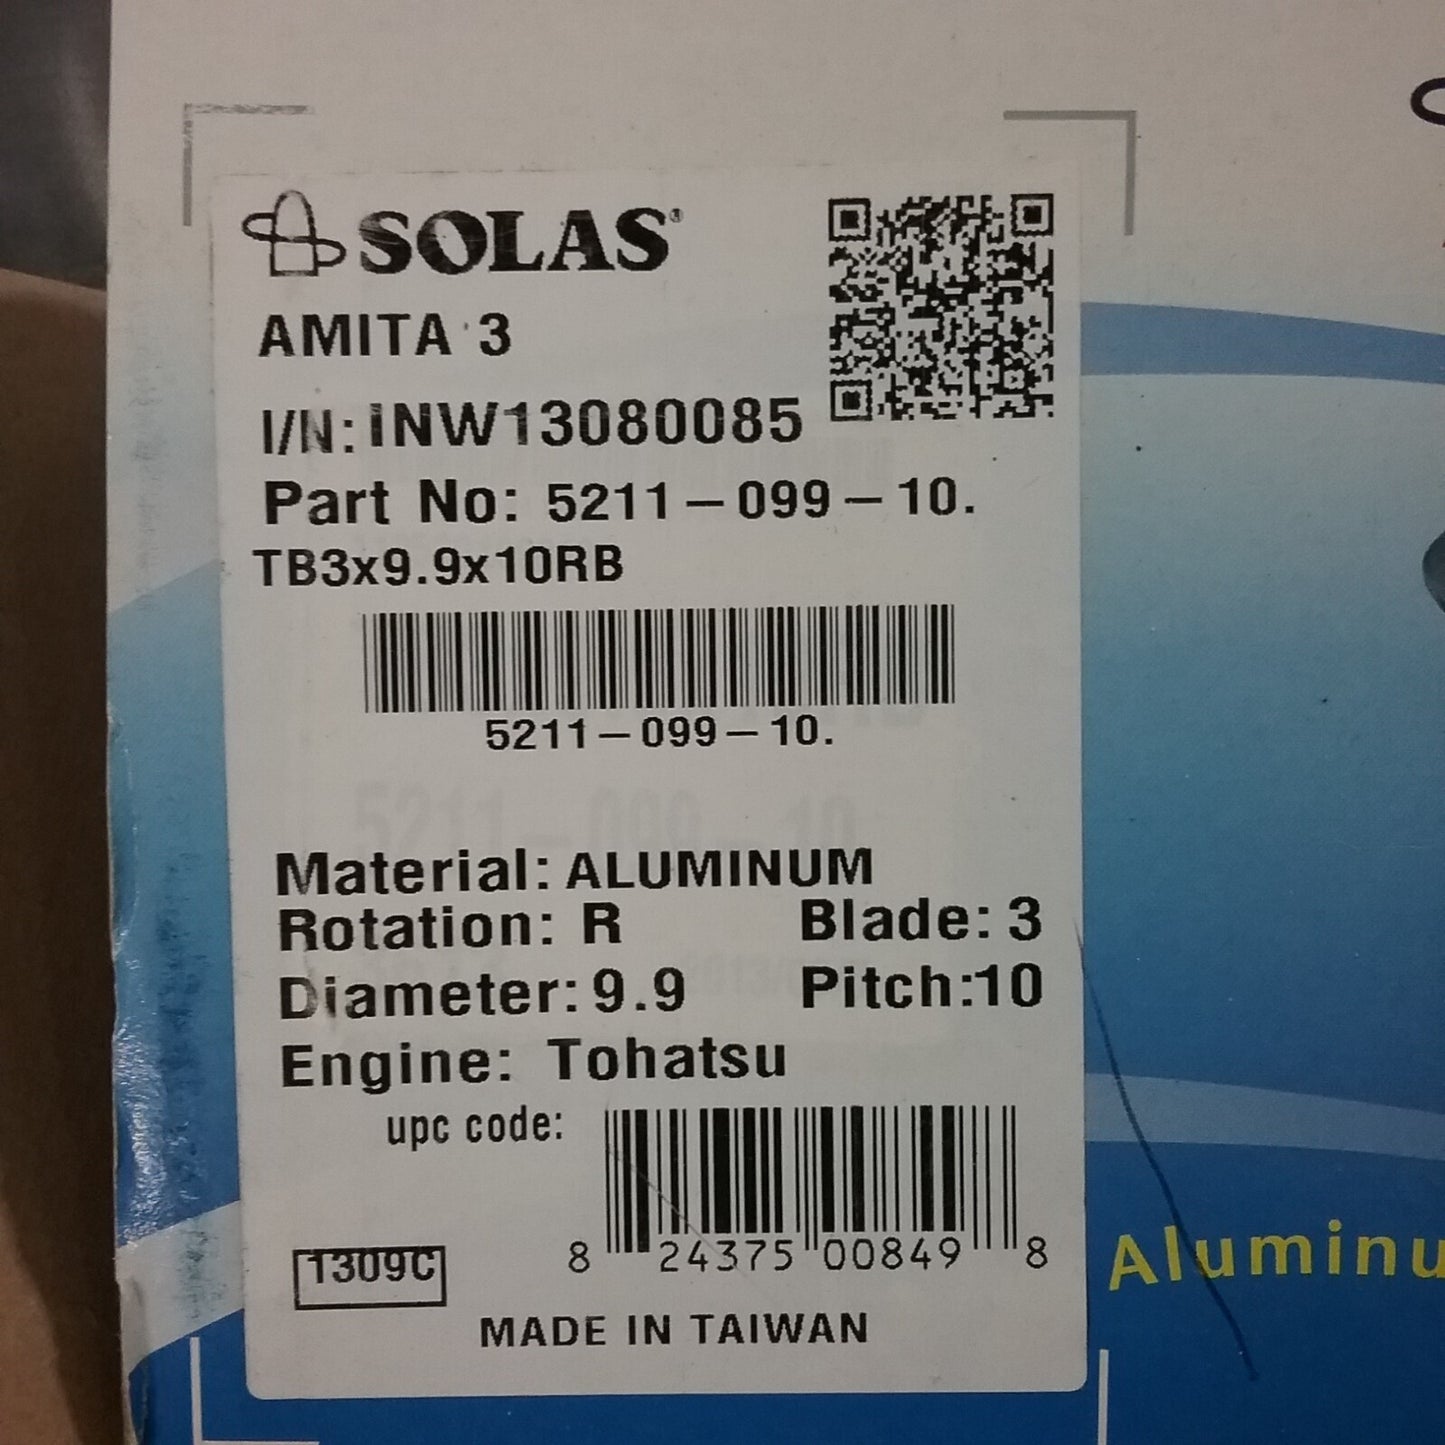 SOLAS®
AMITA 3
I/N: INW13080085
Part No: 5211-099-10.
TB3x9.9x10RB
5211-099-10.
Material: ALUMINUM
Rotation: R Blade: 3
Diameter: 9.9 Pitch:10
Engine: Tohatsu
upc code:
8 24375 00849 8
1309C
MADE IN TAIWAN
Aluminu